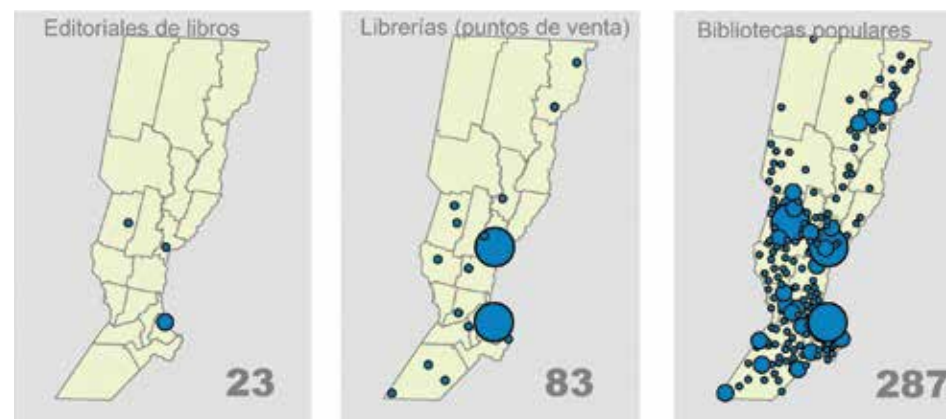 Editoriales de libros
23
Librerías (puntos de venta)
83
Bibliotecas populares
287